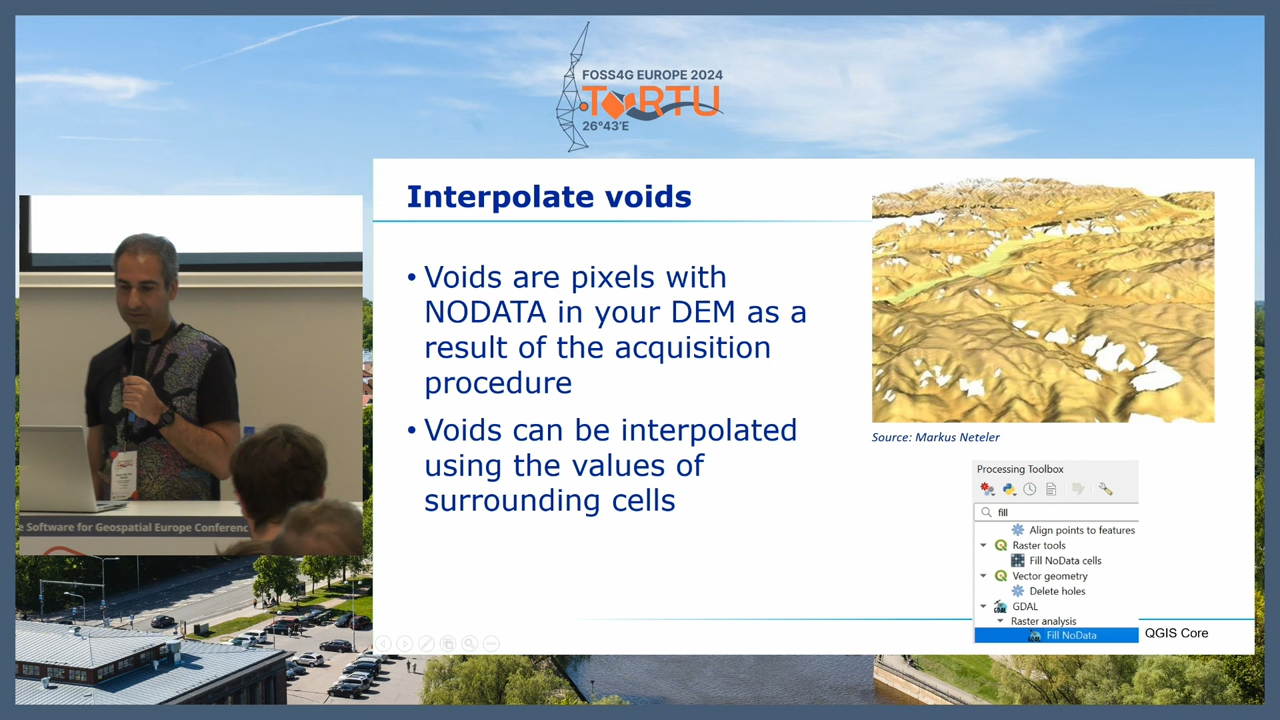 FOSS4G EUROPE 2024
TORTU
26°43'E
Interpolate voids
• Voids are pixels with
NODATA in your DEM as a
result of the acquisition
procedure
• Voids can be interpolated
using the values of
surrounding cells
Source: Markus Neteler
Processing Toolbox
fill
Align points to features
Raster tools
Fill NoData cells
Vector geometry
Delete holes
GDAL
Raster analysis
Fill NoData
QGIS Core
e Software for Geospatial Europe Conferenc